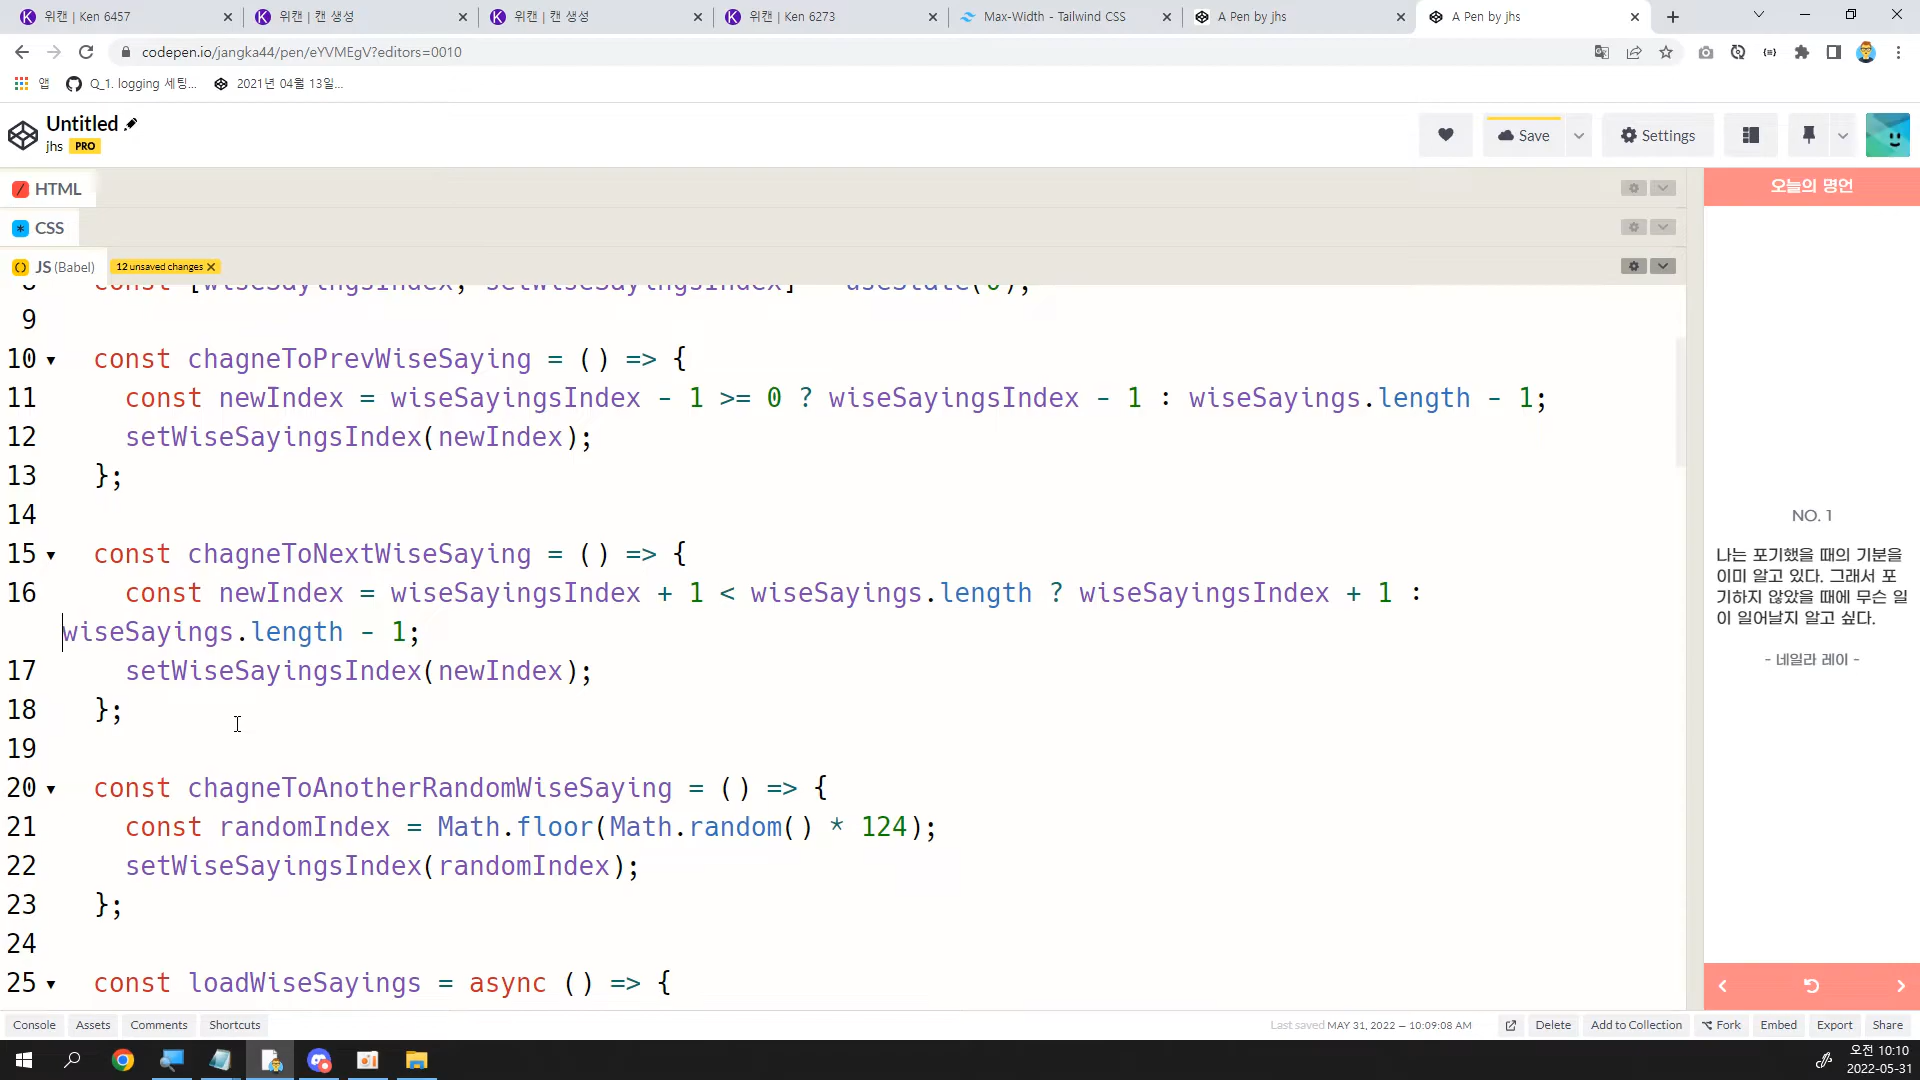 위캔 | Ken 6457
위캔 | 캔 생성
위캔 | 캔 생성
위캔 | Ken 6273
Max-Width - Tailwind CSS
A Pen by jhs
A Pen by jhs
codepen.io/jangka44/pen/eYVMEgV?editors=0010
앱
Q_1. logging 세팅...
2021년 04월 13일...
Untitled
jhs PRO
Save
Settings
HTML
CSS
JS (Babel)
12 unsaved changes
8 const [wiseSayingsIndex, setWiseSayingsIndex] = useState(0);
9
10 const chagneToPrevWiseSaying = () => {
11 const newIndex = wiseSayingsIndex - 1 >= 0 ? wiseSayingsIndex - 1 : wiseSayings.length - 1;
12 setWiseSayingsIndex(newIndex);
13 };
14
15 const chagneToNextWiseSaying = () => {
16 const newIndex = wiseSayingsIndex + 1 < wiseSayings.length ? wiseSayingsIndex + 1 :
wiseSayings.length - 1;
17 setWiseSayingsIndex(newIndex);
18 };
19
20 const chagneToAnotherRandomWiseSaying = () => {
21 const randomIndex = Math.floor(Math.random() * 124);
22 setWiseSayingsIndex(randomIndex);
23 };
24
25 const loadWiseSayings = async () => {
오늘의 명언
NO. 1
나는 포기했을 때의 기분을
이미 알고 있다. 그래서 포
기하지 않았을 때에 무슨 일
이 일어날지 알고 싶다.
- 네일라 레이 -
Console
Assets
Comments
Shortcuts
Last saved MAY 31, 2022 — 10:09:08 AM
Delete
Add to Collection
Fork
Embed
Export
Share
오전 10:10
2022-05-31